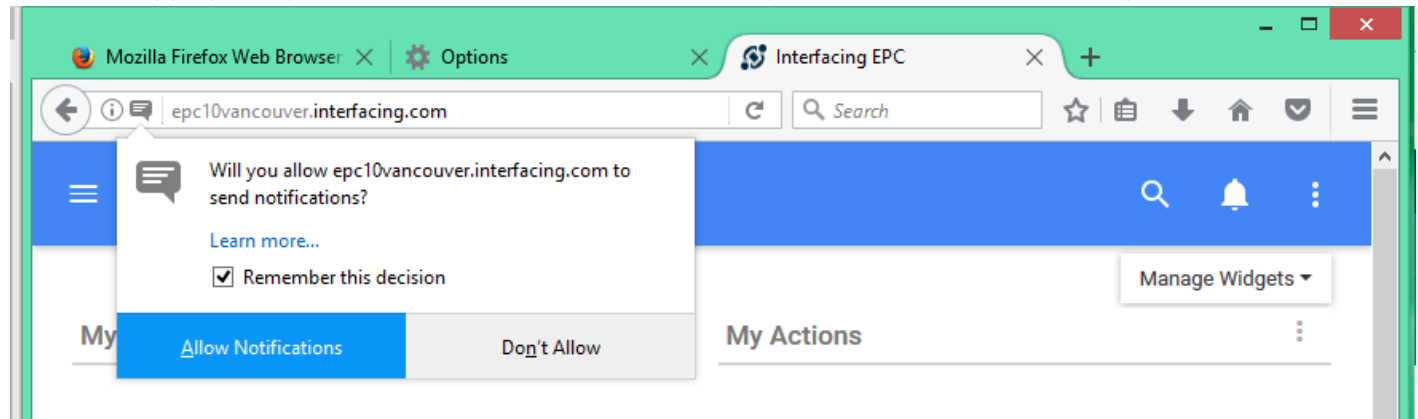 Mozilla Firefox Web Browser
Options
Interfacing EPC
epc10vancouver.interfacing.com
Search
Will you allow epc10vancouver.interfacing.com to
send notifications?
Learn more...
Remember this decision
Manage Widgets
My
Allow Notifications
Don't Allow
My Actions